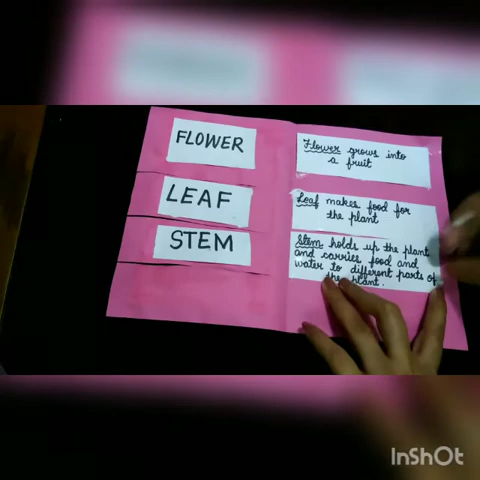 FLOWER
LEAF
STEM
Flower grows into
a fruit
Leaf makes food for
the plant
Stem holds up the plant
and carries food and
water to different parts of
the plant.
InShOt